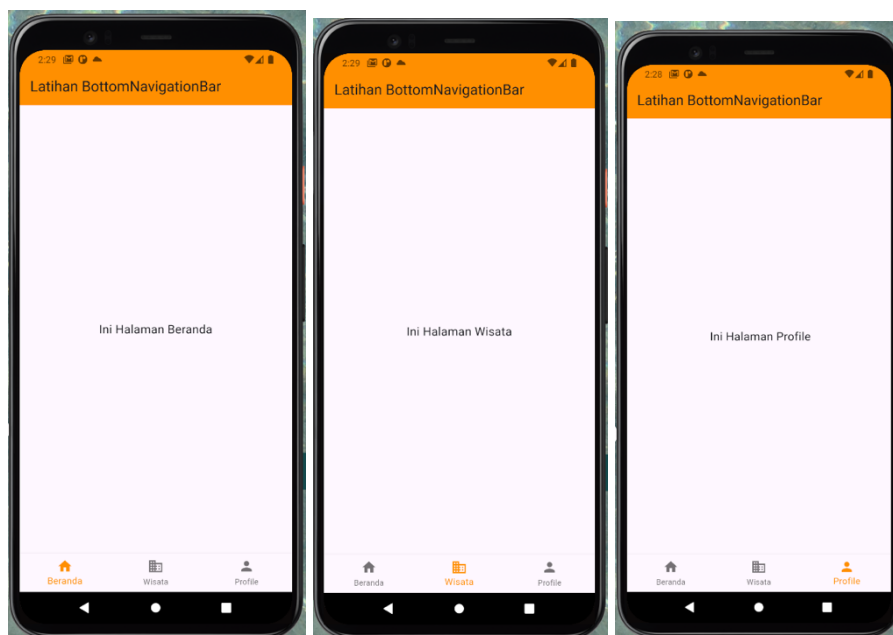 2:29
Latihan BottomNavigationBar
Ini Halaman Beranda
Beranda Wisata Profile
2:29
Latihan BottomNavigationBar
Ini Halaman Wisata
Beranda Wisata Profile
2:28
Latihan BottomNavigationBar
Ini Halaman Profile
Beranda Wisata Profile